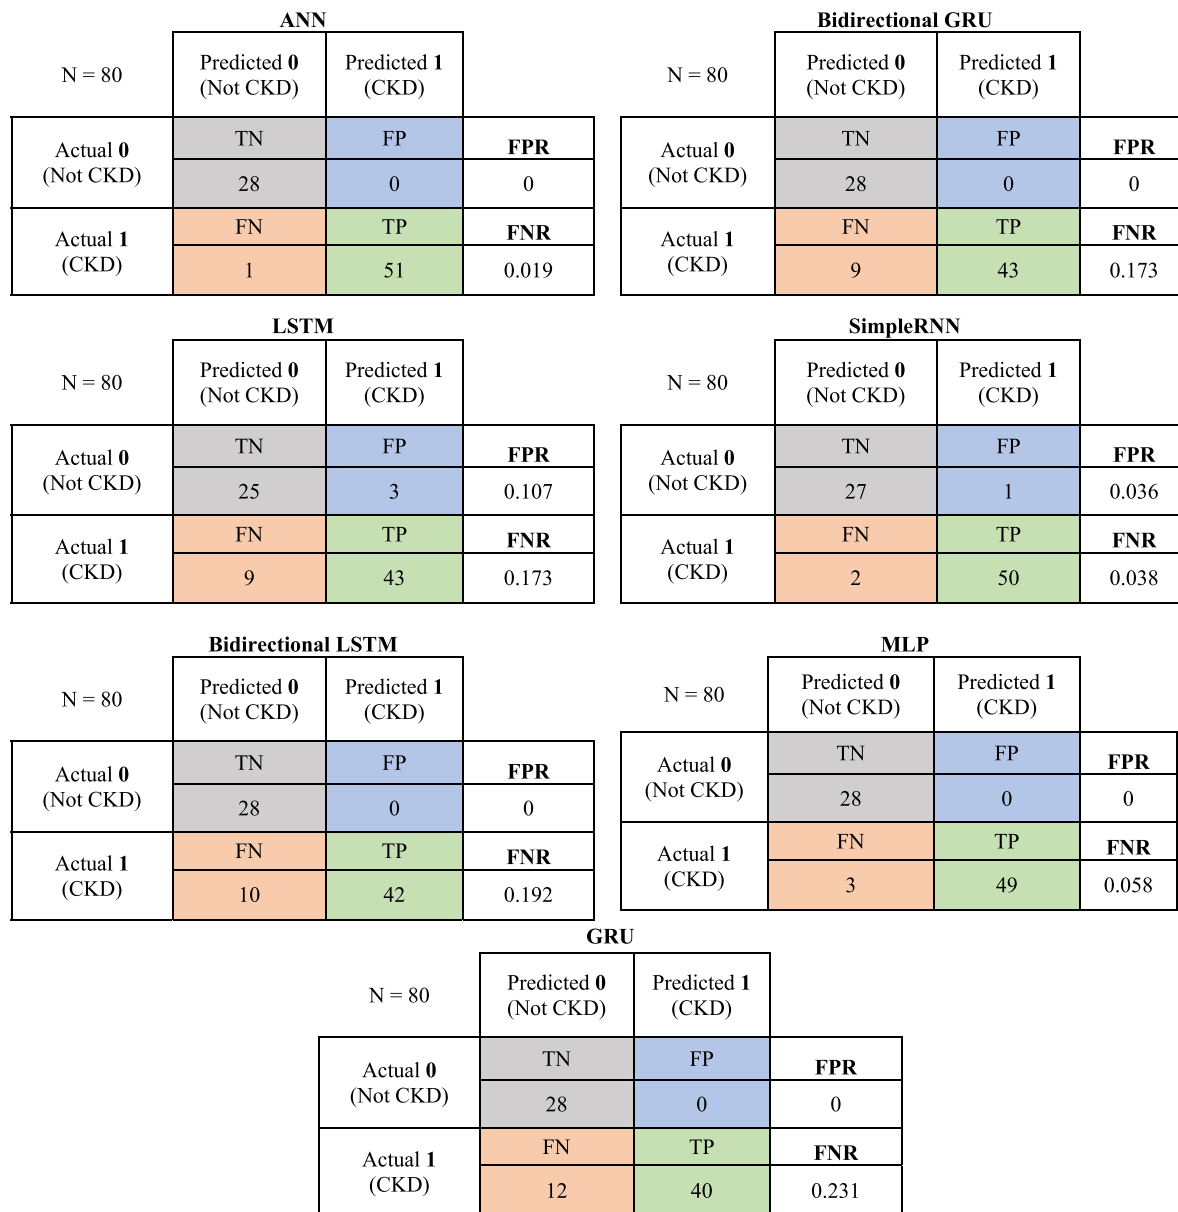 ANN
N = 80
Predicted 0
(Not CKD)
Predicted 1
(CKD)
Actual 0
(Not CKD)
TN
FP
FPR
28
0
0
Actual 1
(CKD)
FN
TP
FNR
1
51
0.019
Bidirectional GRU
N = 80
Predicted 0
(Not CKD)
Predicted 1
(CKD)
Actual 0
(Not CKD)
TN
FP
FPR
28
0
0
Actual 1
(CKD)
FN
TP
FNR
9
43
0.173
LSTM
N = 80
Predicted 0
(Not CKD)
Predicted 1
(CKD)
Actual 0
(Not CKD)
TN
FP
FPR
25
3
0.107
Actual 1
(CKD)
FN
TP
FNR
9
43
0.173
SimpleRNN
N = 80
Predicted 0
(Not CKD)
Predicted 1
(CKD)
Actual 0
(Not CKD)
TN
FP
FPR
27
1
0.036
Actual 1
(CKD)
FN
TP
FNR
2
50
0.038
Bidirectional LSTM
N = 80
Predicted 0
(Not CKD)
Predicted 1
(CKD)
Actual 0
(Not CKD)
TN
FP
FPR
28
0
0
Actual 1
(CKD)
FN
TP
FNR
10
42
0.192
MLP
N = 80
Predicted 0
(Not CKD)
Predicted 1
(CKD)
Actual 0
(Not CKD)
TN
FP
FPR
28
0
0
Actual 1
(CKD)
FN
TP
FNR
3
49
0.058
GRU
N = 80
Predicted 0
(Not CKD)
Predicted 1
(CKD)
Actual 0
(Not CKD)
TN
FP
FPR
28
0
0
Actual 1
(CKD)
FN
TP
FNR
12
40
0.231